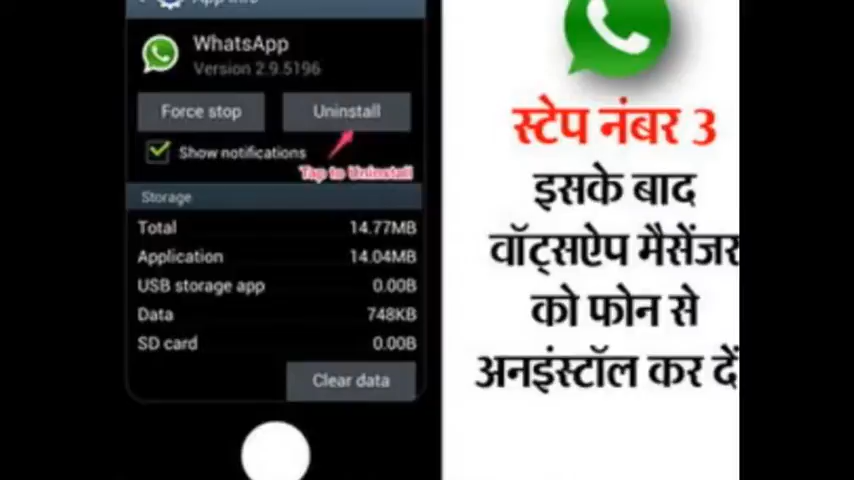 App info
WhatsApp
Version 2.9.5196
Force stop
Uninstall
Show notifications
Tap to Uninstall
Storage
Total 14.77MB
Application 14.04MB
USB storage app 0.00B
Data 748KB
SD card 0.00B
Clear data
स्टेप नंबर 3
इसके बाद
वॉट्सऐप मैसेंजर
को फोन से
अनइंस्टॉल कर दें